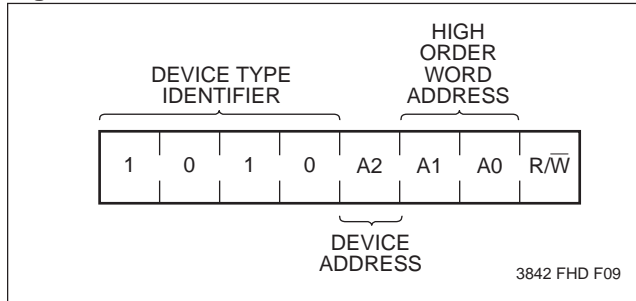 HIGH
ORDER
WORD
ADDRESS
DEVICE TYPE
IDENTIFIER
1 0 1 0 A2 A1 A0 R/W̅
DEVICE
ADDRESS
3842 FHD F09